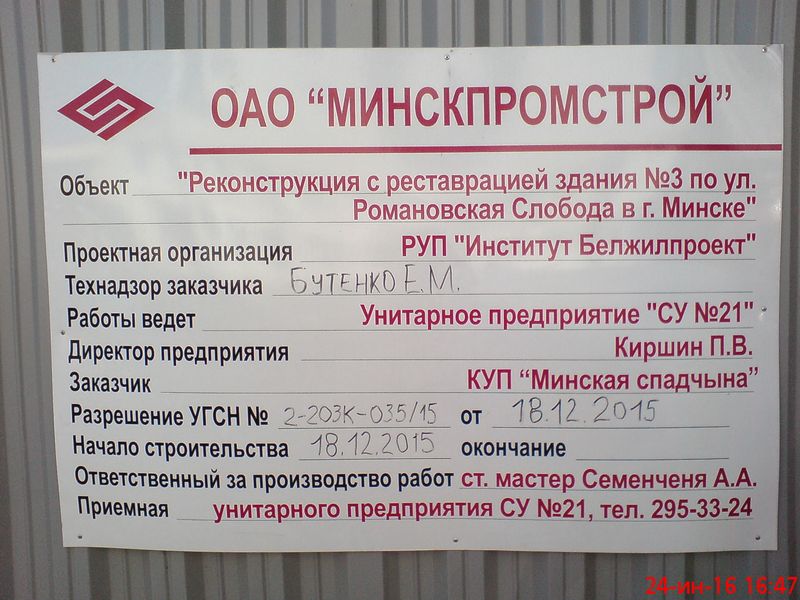 ОАО “МИНСКПРОМСТРОЙ”
Объект "Реконструкция с реставрацией здания №3 по ул.
Романовская Слобода в г. Минске"
Проектная организация РУП "Институт Белжилпроект"
Технадзор заказчика БУТЕНКО Е.М.
Работы ведет Унитарное предприятие "СУ №21"
Директор предприятия Киршин П.В.
Заказчик КУП “Минская спадчына”
Разрешение УГСН № 2-203К-035/15 от 18.12.2015
Начало строительства 18.12.2015 окончание
Ответственный за производство работ ст. мастер Семенченя А.А.
Приемная унитарного предприятия СУ №21, тел. 295-33-24
24-ин-16 16:47